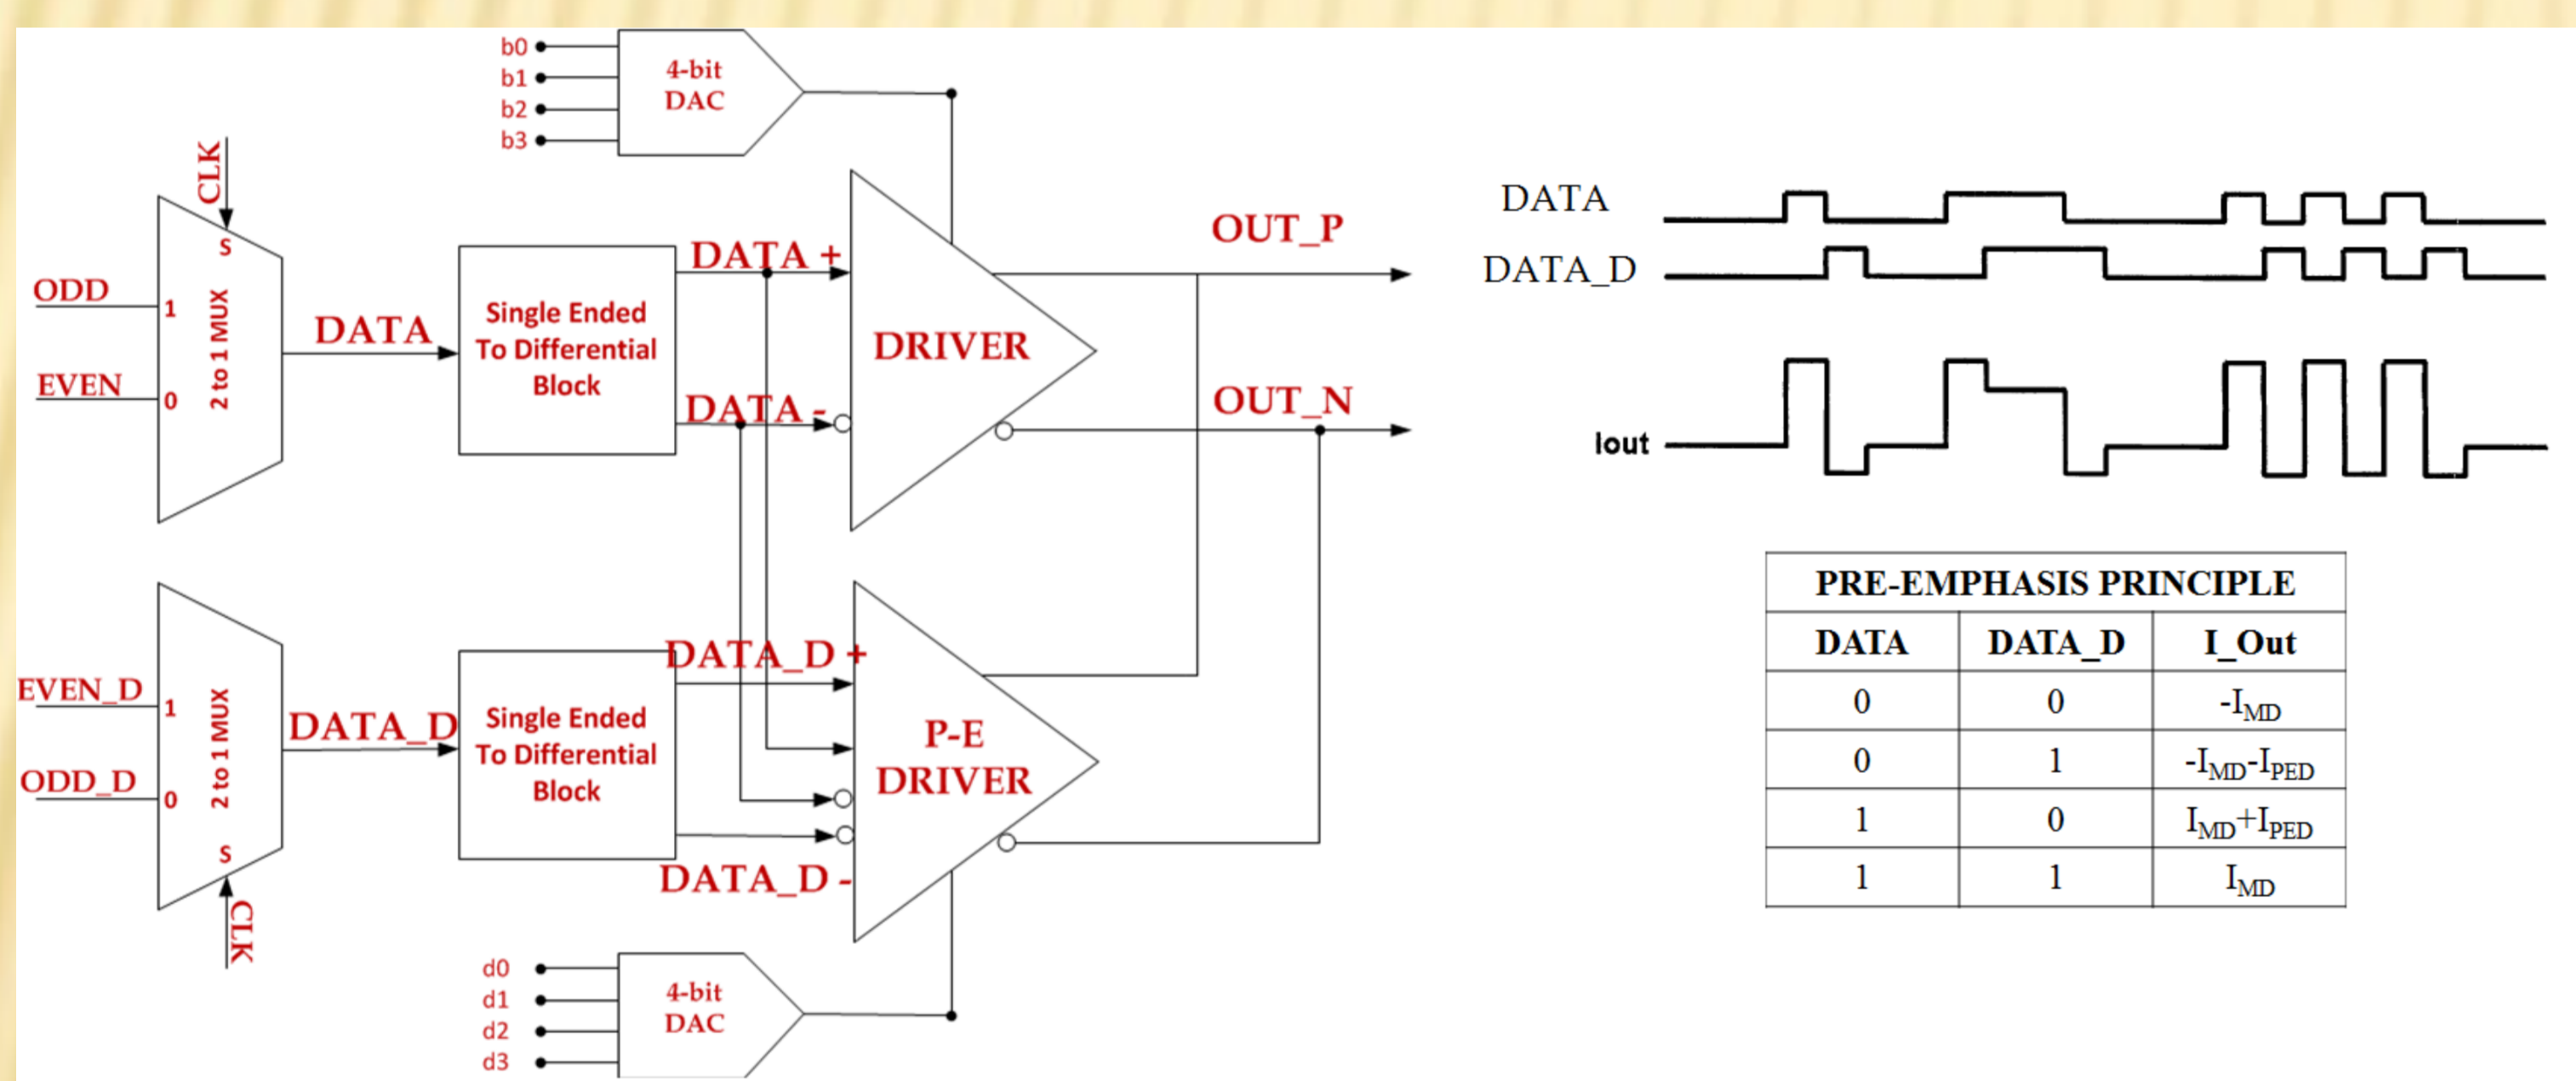 b0
b1
b2
b3
4-bit
DAC
CLK
S
ODD
1
EVEN
0
2 to 1 MUX
DATA
Single Ended
To Differential
Block
DATA +
DATA -
DRIVER
OUT_P
OUT_N
EVEN_D
1
ODD_D
0
2 to 1 MUX
S
CLK
DATA_D
Single Ended
To Differential
Block
DATA_D +
DATA_D -
P-E
DRIVER
d0
d1
d2
d3
4-bit
DAC
DATA
DATA_D
Iout
PRE-EMPHASIS PRINCIPLE
DATA DATA_D I_Out
0 0 -IMD
0 1 -IMD-IPED
1 0 IMD+IPED
1 1 IMD